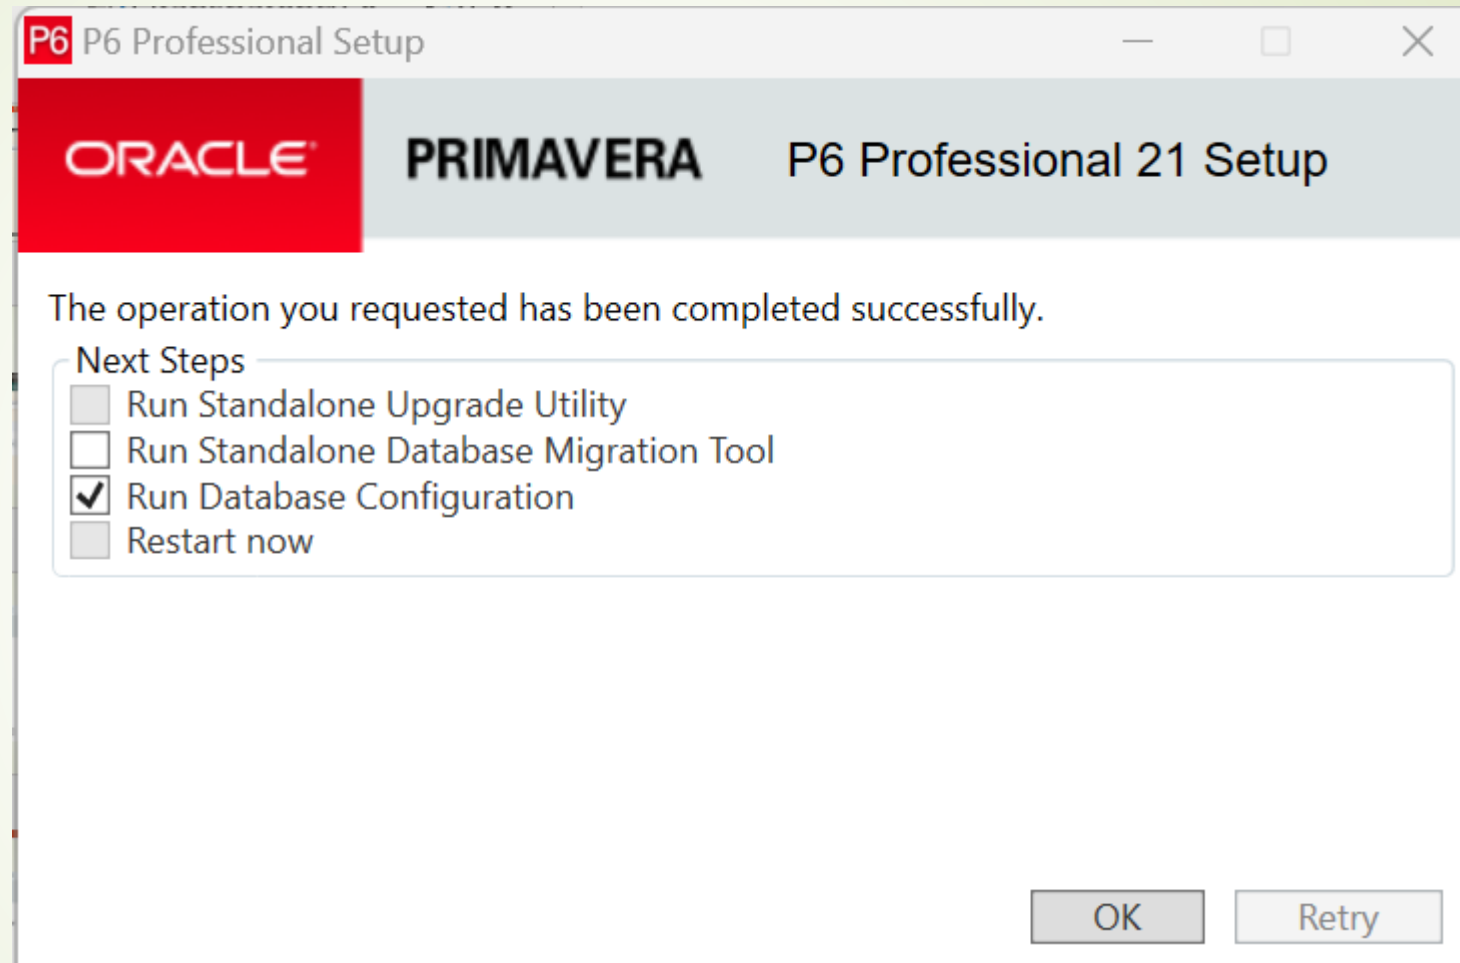 P6 P6 Professional Setup
ORACLE PRIMAVERA P6 Professional 21 Setup
The operation you requested has been completed successfully.
Next Steps
Run Standalone Upgrade Utility
Run Standalone Database Migration Tool
Run Database Configuration
Restart now
OK Retry